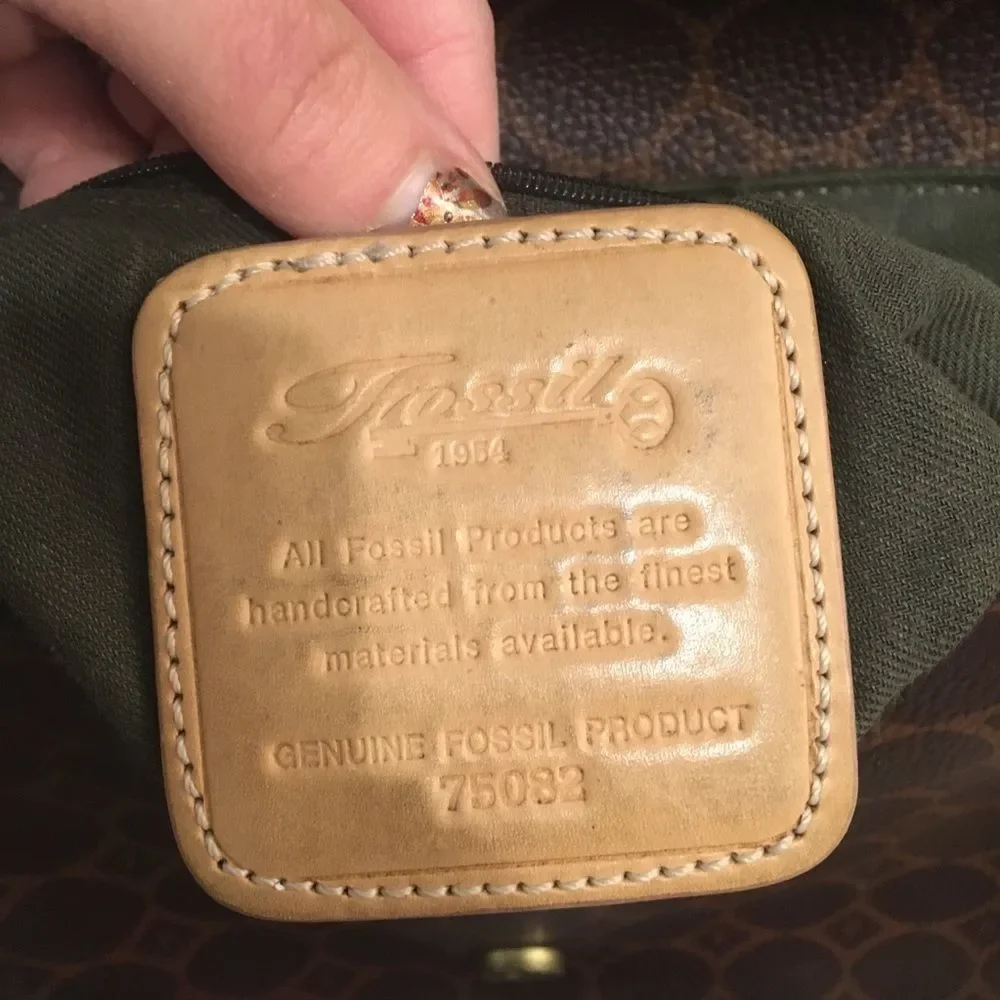 Fossil
1954
All Fossil Products are
handcrafted from the finest
materials available.
GENUINE FOSSIL PRODUCT
75082